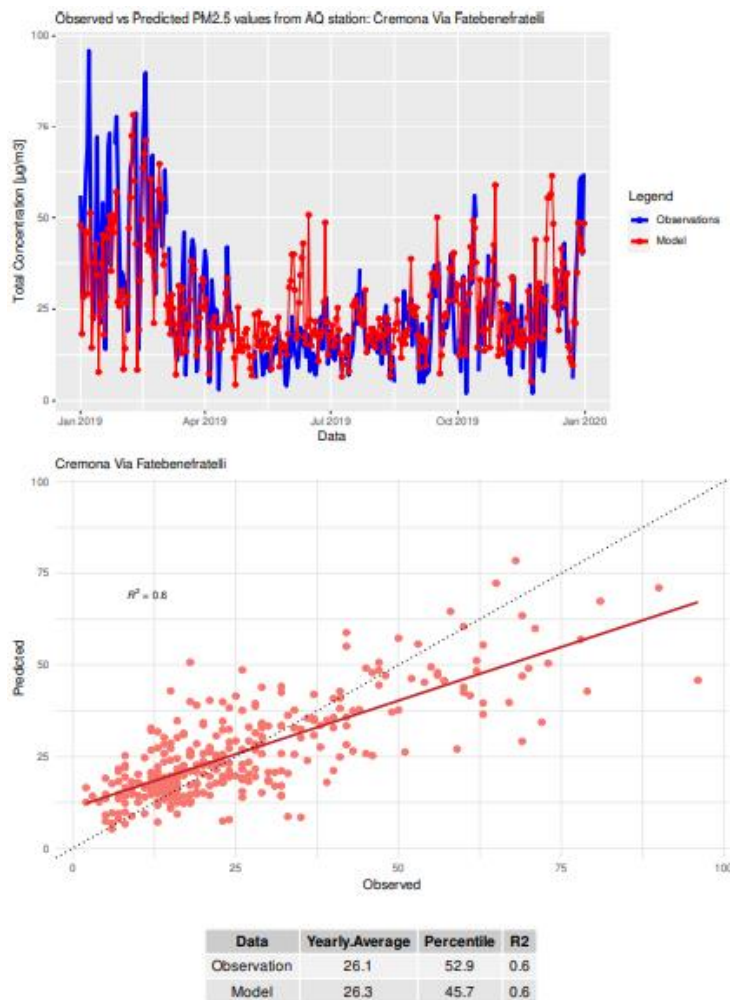 Observed vs Predicted PM2.5 values from AQ station: Cremona Via Fatebenefratelli
100
75
50
25
0
Total Concentration [µg/m3]
Jan 2019 Apr 2019 Jul 2019 Oct 2019 Jan 2020
Data
Legend
Observations
Model
Cremona Via Fatebenefratelli
100
75
50
25
0
Predicted
R² = 0.6
0 25 50 75 100
Observed
Data Yearly.Average Percentile R2
Observation 26.1 52.9 0.6
Model 26.3 45.7 0.6